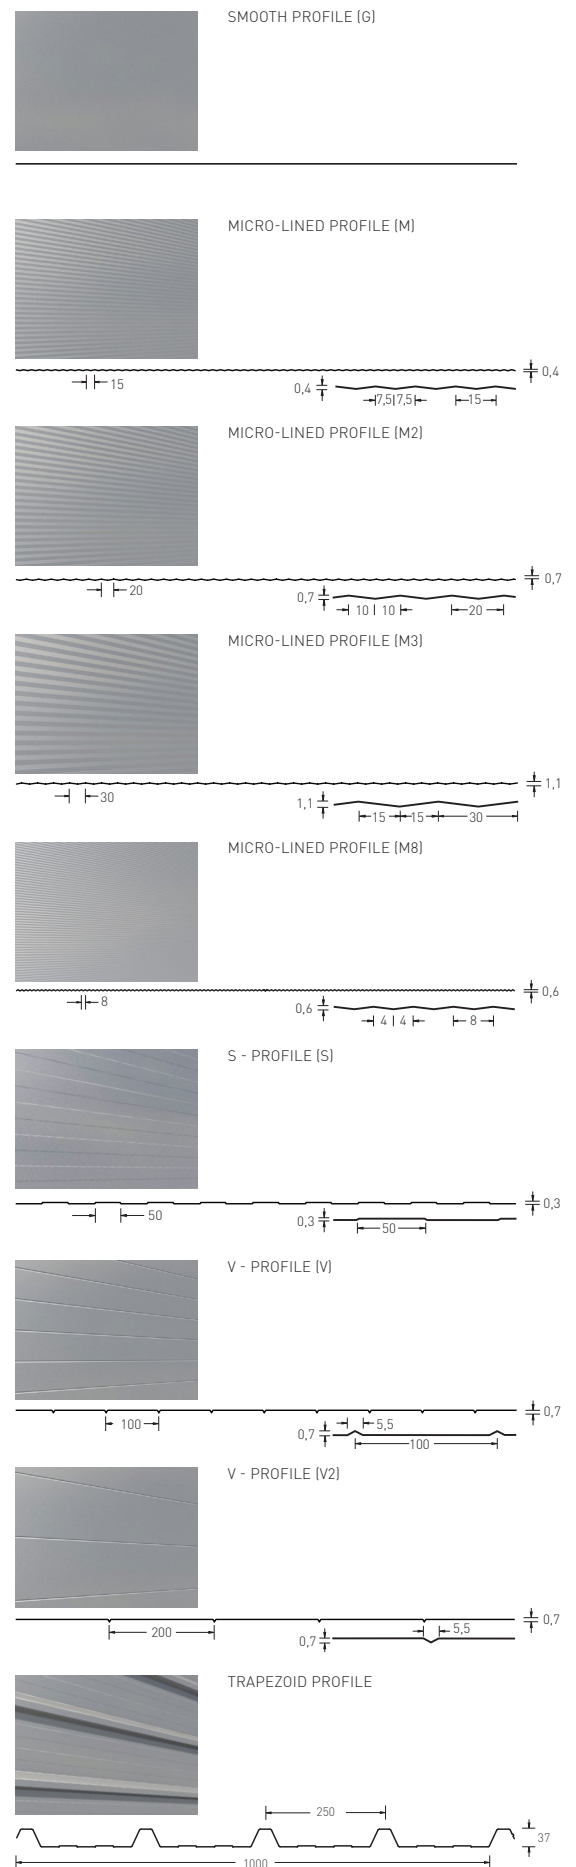 SMOOTH PROFILE (G)
MICRO-LINED PROFILE (M)
0,4
15
0,4
7,5 7,5 15
MICRO-LINED PROFILE (M2)
0,7
20
0,7
10 10 20
MICRO-LINED PROFILE (M3)
1,1
30
1,1
15 15 30
MICRO-LINED PROFILE (M8)
0,6
8
0,6
4 4 8
S - PROFILE (S)
0,3
50
0,3
50
V - PROFILE (V)
0,7
100
5,5
0,7
100
V - PROFILE (V2)
0,7
200
5,5
0,7
TRAPEZOID PROFILE
250
37
1000